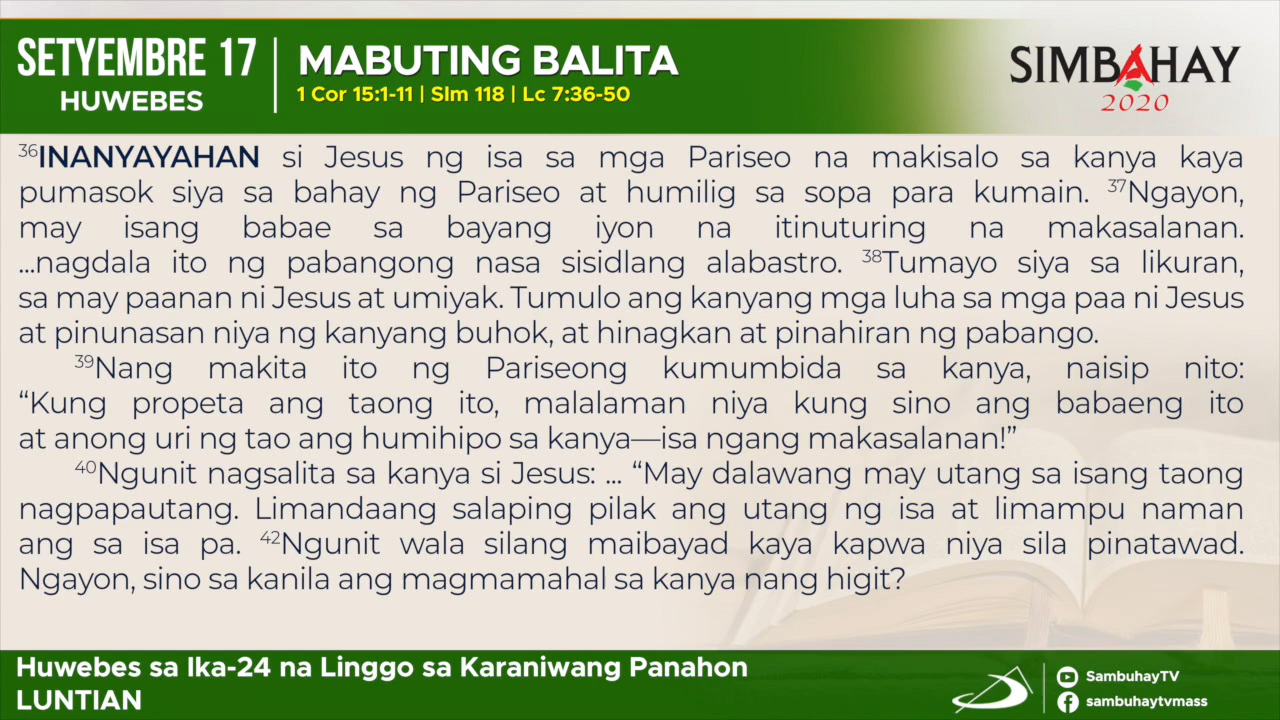 SETYEMBRE 17
HUWEBES
MABUTING BALITA
1 Cor 15:1-11 | Slm 118 | Lc 7:36-50
SIMBAHAY
2020
36INANYAYAHAN si Jesus ng isa sa mga Pariseo na makisalo sa kanya kaya
pumasok siya sa bahay ng Pariseo at humilig sa sopa para kumain. 37Ngayon,
may isang babae sa bayang iyon na itinuturing na makasalanan.
...nagdala ito ng pabangong nasa sisidlang alabastro. 38Tumayo siya sa likuran,
sa may paanan ni Jesus at umiyak. Tumulo ang kanyang mga luha sa mga paa ni Jesus
at pinunasan niya ng kanyang buhok, at hinagkan at pinahiran ng pabango.
39Nang makita ito ng Pariseong kumumbida sa kanya, naisip nito:
“Kung propeta ang taong ito, malalaman niya kung sino ang babaeng ito
at anong uri ng tao ang humihipo sa kanya—isa ngang makasalanan!”
40Ngunit nagsalita sa kanya si Jesus: ... “May dalawang may utang sa isang taong
nagpapautang. Limandaang salaping pilak ang utang ng isa at limampu naman
ang sa isa pa. 42Ngunit wala silang maibayad kaya kapwa niya sila pinatawad.
Ngayon, sino sa kanila ang magmamahal sa kanya nang higit?
Huwebes sa Ika-24 na Linggo sa Karaniwang Panahon
LUNTIAN
SambuhayTV
sambuhaytvmass